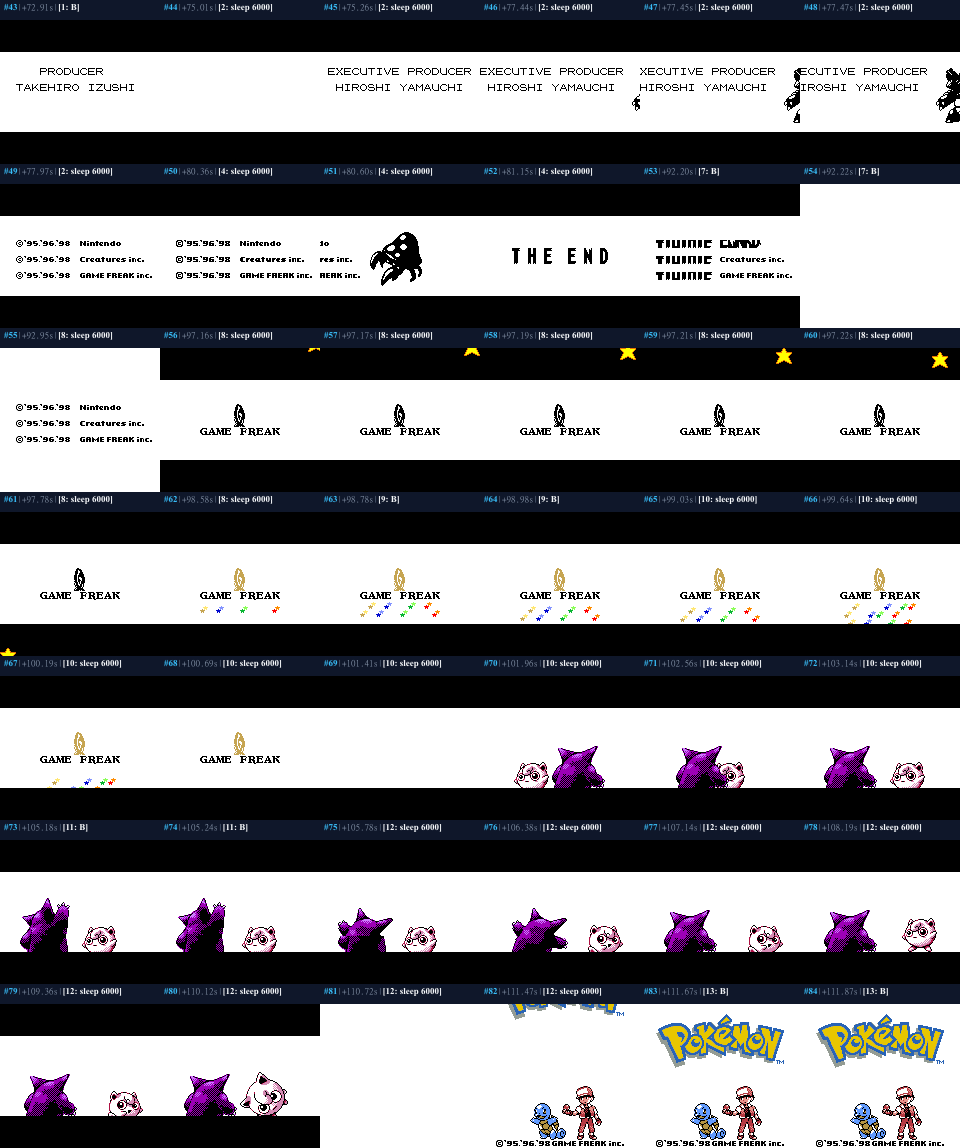 #43|+72.91s|[1: B]
#44|+75.01s|[2: sleep 6000]
#45|+75.26s|[2: sleep 6000]
#46|+77.44s|[2: sleep 6000]
#47|+77.45s|[2: sleep 6000]
#48|+77.47s|[2: sleep 6000]
PRODUCER
TAKEHIRO IZUSHI
EXECUTIVE PRODUCER
HIROSHI YAMAUCHI
EXECUTIVE PRODUCER
HIROSHI YAMAUCHI
XECUTIVE PRODUCER
HIROSHI YAMAUCHI
ECUTIVE PRODUCER
IROSHI YAMAUCHI
#49|+77.97s|[2: sleep 6000]
#50|+80.36s|[4: sleep 6000]
#51|+80.60s|[4: sleep 6000]
#52|+81.15s|[4: sleep 6000]
#53|+92.20s|[7: B]
#54|+92.22s|[7: B]
©'95.'96.'98 Nintendo
©'95.'96.'98 Creatures inc.
©'95.'96.'98 GAME FREAK inc.
©'95.'96.'98 Nintendo
©'95.'96.'98 Creatures inc.
©'95.'96.'98 GAME FREAK inc.
do
res inc.
REAK inc.
THE END
Creatures inc.
GAME FREAK inc.
#55|+92.95s|[8: sleep 6000]
#56|+97.16s|[8: sleep 6000]
#57|+97.17s|[8: sleep 6000]
#58|+97.19s|[8: sleep 6000]
#59|+97.21s|[8: sleep 6000]
#60|+97.22s|[8: sleep 6000]
©'95.'96.'98 Nintendo
©'95.'96.'98 Creatures inc.
©'95.'96.'98 GAME FREAK inc.
GAME FREAK
GAME FREAK
GAME FREAK
GAME FREAK
GAME FREAK
#61|+97.78s|[8: sleep 6000]
#62|+98.58s|[8: sleep 6000]
#63|+98.78s|[9: B]
#64|+98.98s|[9: B]
#65|+99.03s|[10: sleep 6000]
#66|+99.64s|[10: sleep 6000]
GAME FREAK
GAME FREAK
GAME FREAK
GAME FREAK
GAME FREAK
GAME FREAK
#67|+100.19s|[10: sleep 6000]
#68|+100.69s|[10: sleep 6000]
#69|+101.41s|[10: sleep 6000]
#70|+101.96s|[10: sleep 6000]
#71|+102.56s|[10: sleep 6000]
#72|+103.14s|[10: sleep 6000]
GAME FREAK
GAME FREAK
#73|+105.18s|[11: B]
#74|+105.24s|[11: B]
#75|+105.78s|[12: sleep 6000]
#76|+106.38s|[12: sleep 6000]
#77|+107.14s|[12: sleep 6000]
#78|+108.19s|[12: sleep 6000]
#79|+109.36s|[12: sleep 6000]
#80|+110.12s|[12: sleep 6000]
#81|+110.72s|[12: sleep 6000]
#82|+111.47s|[12: sleep 6000]
#83|+111.67s|[13: B]
#84|+111.87s|[13: B]
TM
©'95.'96.'98 GAME FREAK inc.
POKéMON TM
©'95.'96.'98 GAME FREAK inc.
POKéMON TM
©'95.'96.'98 GAME FREAK inc.